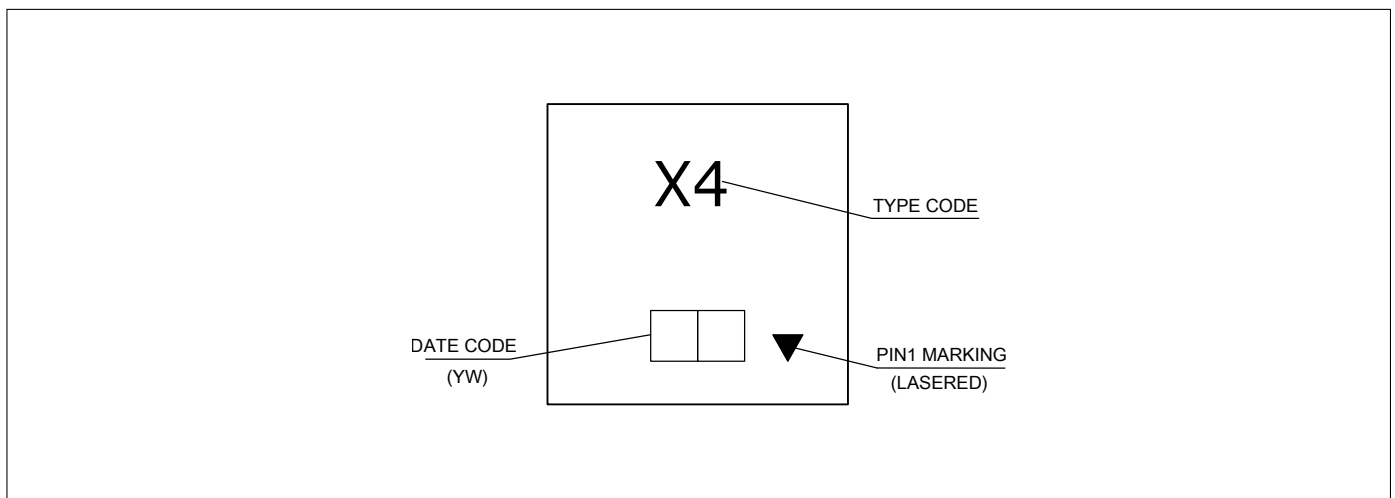 X4
TYPE CODE
DATE CODE
(YW)
PIN1 MARKING
(LASERED)